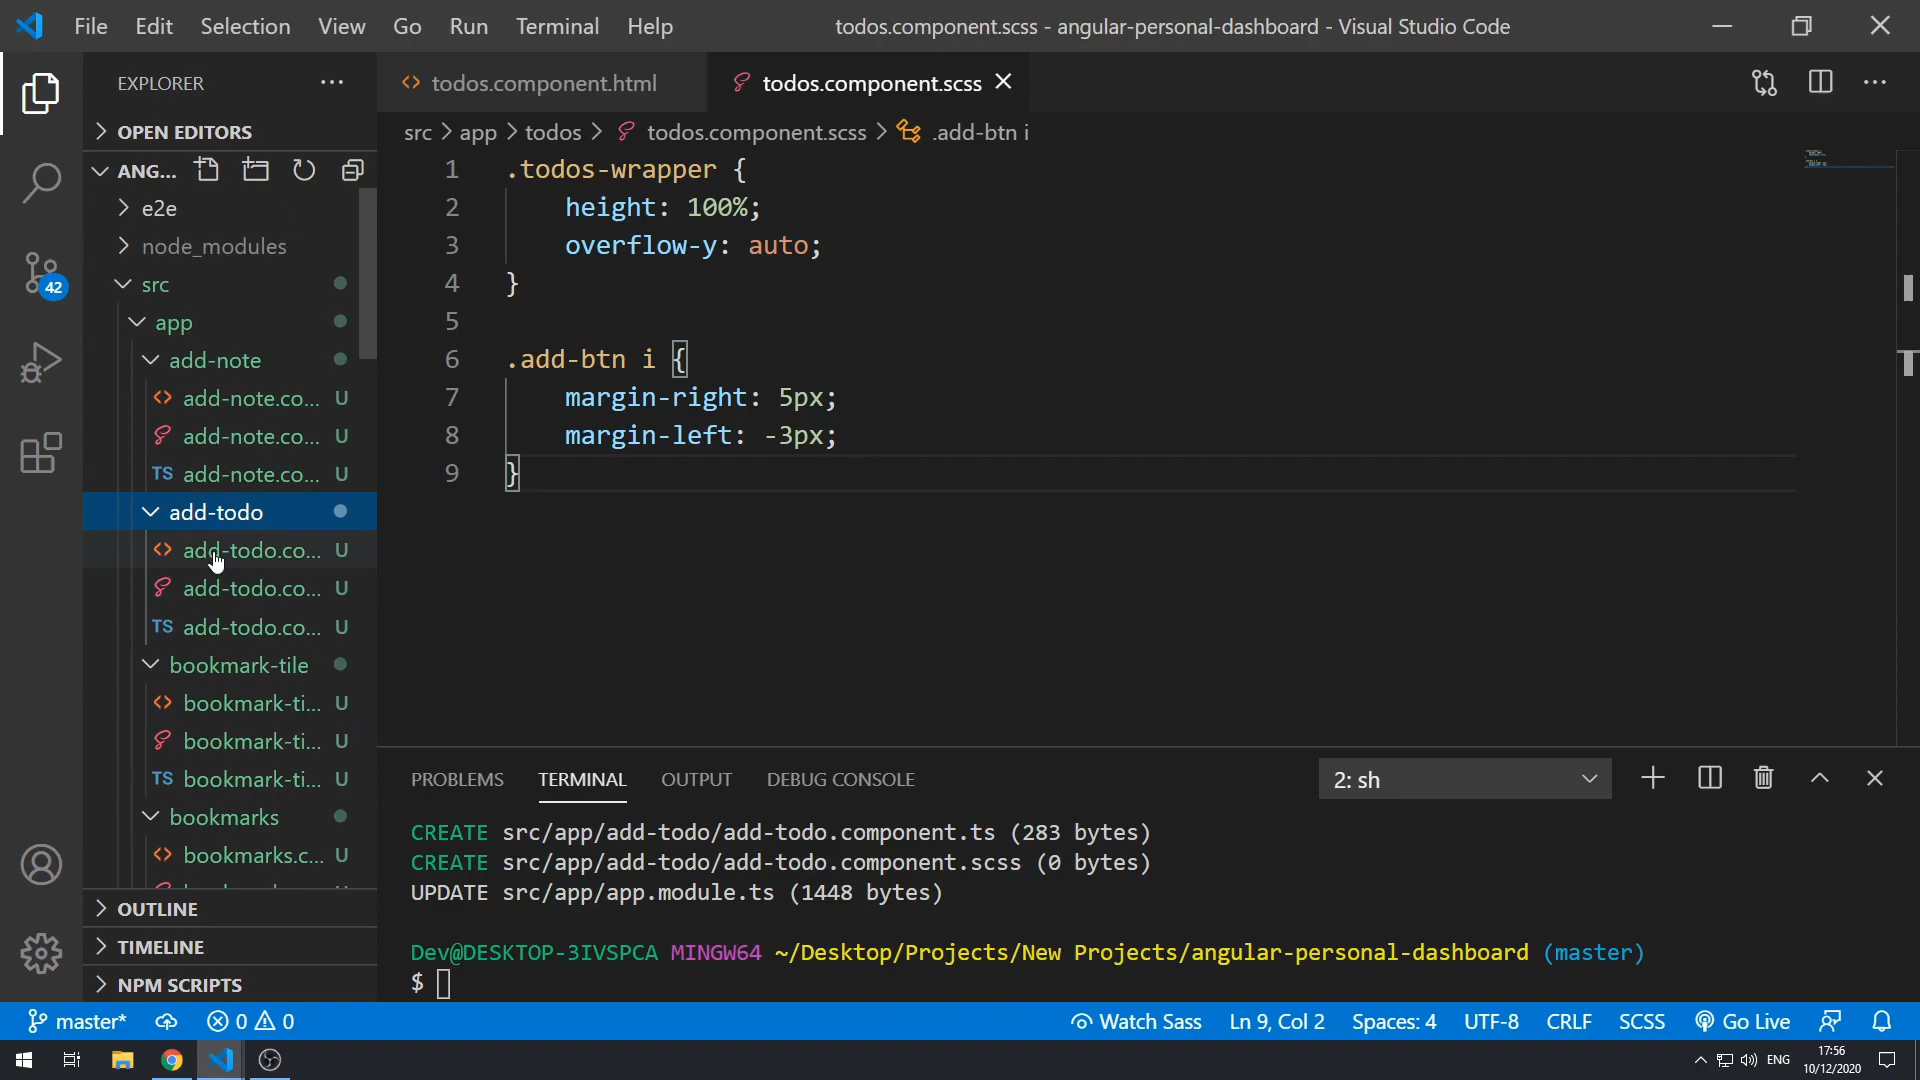 File Edit Selection View Go Run Terminal Help
todos.component.scss - angular-personal-dashboard - Visual Studio Code
EXPLORER
OPEN EDITORS
ANG...
e2e
node_modules
src
app
add-note
add-note.co... U
add-note.co... U
TS add-note.co... U
add-todo
add-todo.co... U
add-todo.co... U
TS add-todo.co... U
bookmark-tile
bookmark-ti... U
bookmark-ti... U
TS bookmark-ti... U
bookmarks
bookmarks.c... U
OUTLINE
TIMELINE
NPM SCRIPTS
42
todos.component.html
todos.component.scss
src > app > todos > todos.component.scss > .add-btn i
1 .todos-wrapper {
2 height: 100%;
3 overflow-y: auto;
4 }
5
6 .add-btn i {
7 margin-right: 5px;
8 margin-left: -3px;
9 }
PROBLEMS TERMINAL OUTPUT DEBUG CONSOLE
2: sh
CREATE src/app/add-todo/add-todo.component.ts (283 bytes)
CREATE src/app/add-todo/add-todo.component.scss (0 bytes)
UPDATE src/app/app.module.ts (1448 bytes)
Dev@DESKTOP-3IVSPCA MINGW64 ~/Desktop/Projects/New Projects/angular-personal-dashboard (master)
$
master* 0 0
Watch Sass Ln 9, Col 2 Spaces: 4 UTF-8 CRLF SCSS Go Live
ENG
17:56
10/12/2020